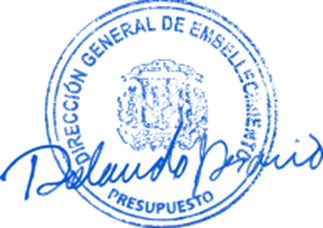 DIRECCIÓN GENERAL DE EMBELLECIMIENTO
PRESUPUESTO